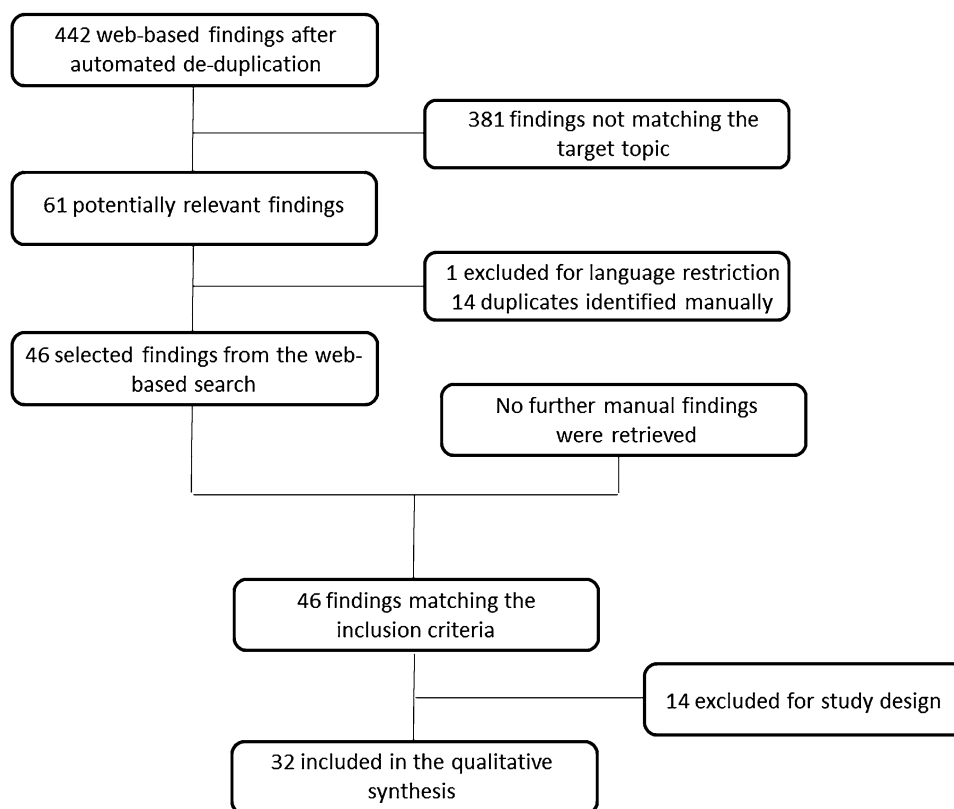 442 web-based findings after
automated de-duplication
381 findings not matching the
target topic
61 potentially relevant findings
1 excluded for language restriction
14 duplicates identified manually
46 selected findings from the web-
based search
No further manual findings
were retrieved
46 findings matching the
inclusion criteria
14 excluded for study design
32 included in the qualitative
synthesis